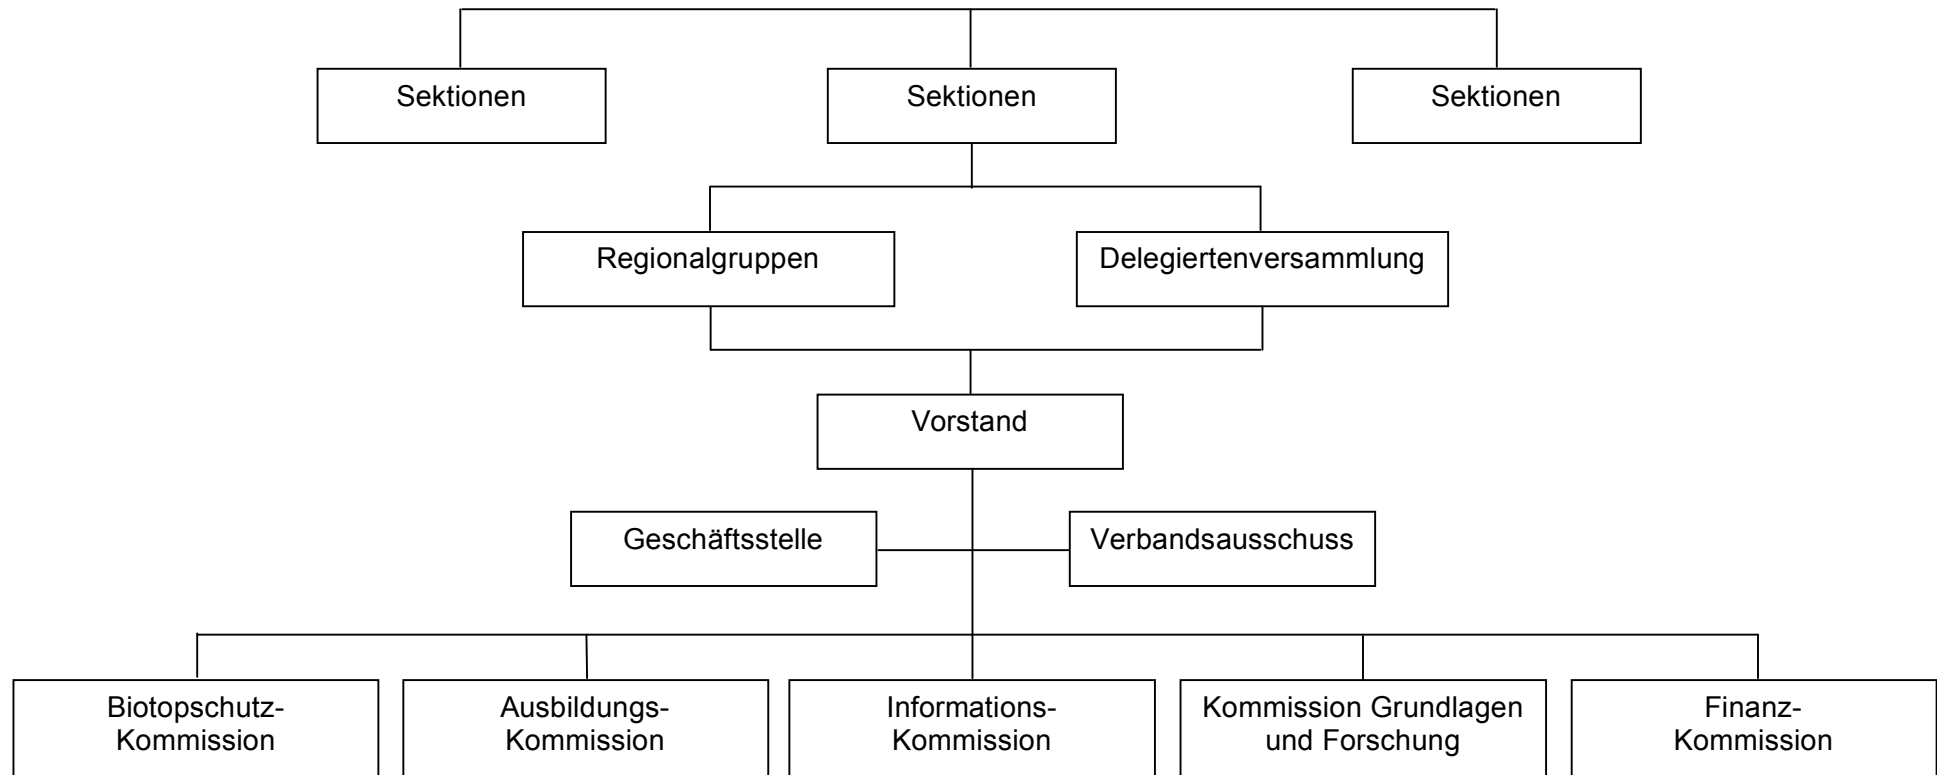 Sektionen
Sektionen
Sektionen
Regionalgruppen
Delegiertenversammlung
Vorstand
Geschäftsstelle
Verbandsausschuss
Biotopschutz-
Kommission
Ausbildungs-
Kommission
Informations-
Kommission
Kommission Grundlagen
und Forschung
Finanz-
Kommission